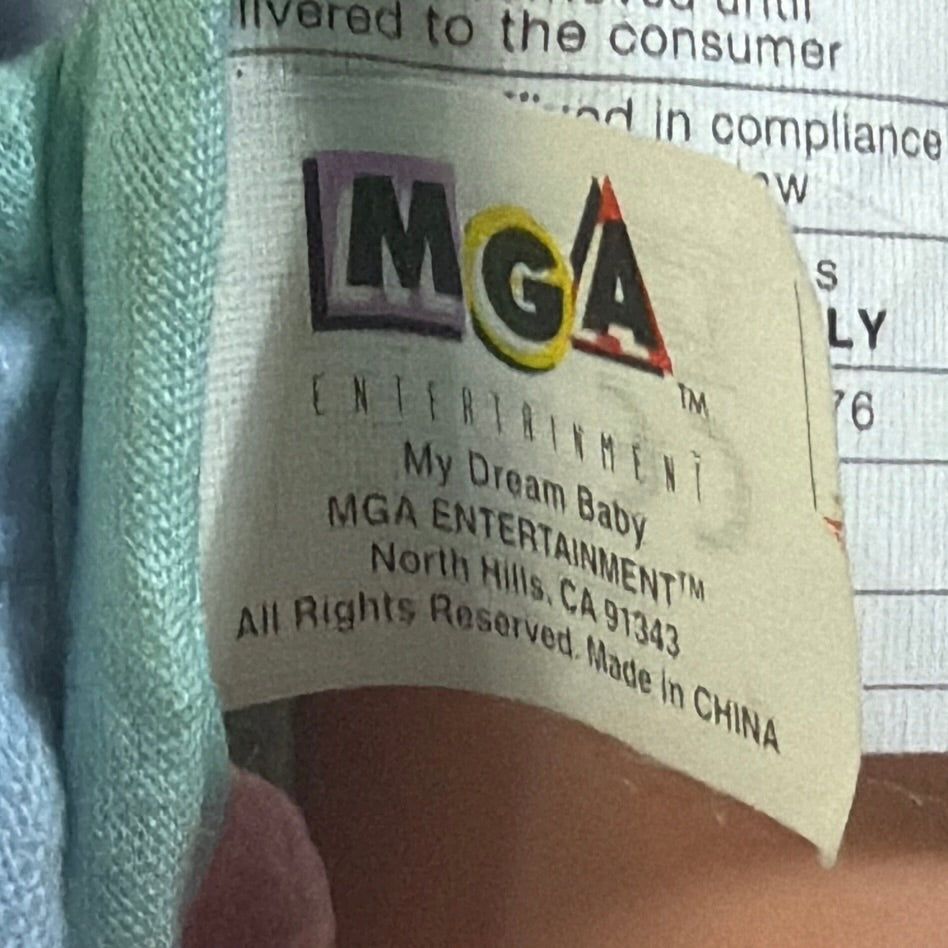 livered to the consumer
in compliance
S
LY
76
MGA
ENTERTAINMENT
TM
My Dream Baby
MGA ENTERTAINMENT™
North Hills, CA 91343
All Rights Reserved. Made in CHINA